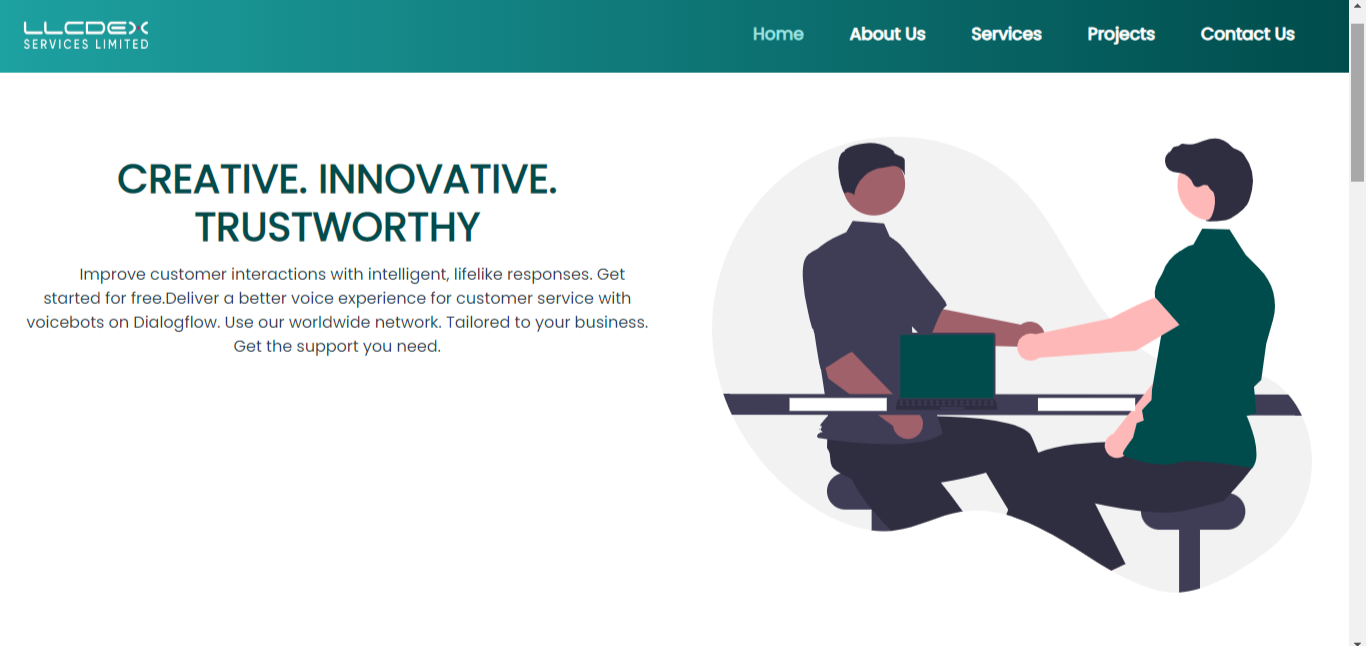 LLCDEX
SERVICES LIMITED
Home About Us Services Projects Contact Us
CREATIVE. INNOVATIVE.
TRUSTWORTHY
Improve customer interactions with intelligent, lifelike responses. Get
started for free.Deliver a better voice experience for customer service with
voicebots on Dialogflow. Use our worldwide network. Tailored to your business.
Get the support you need.